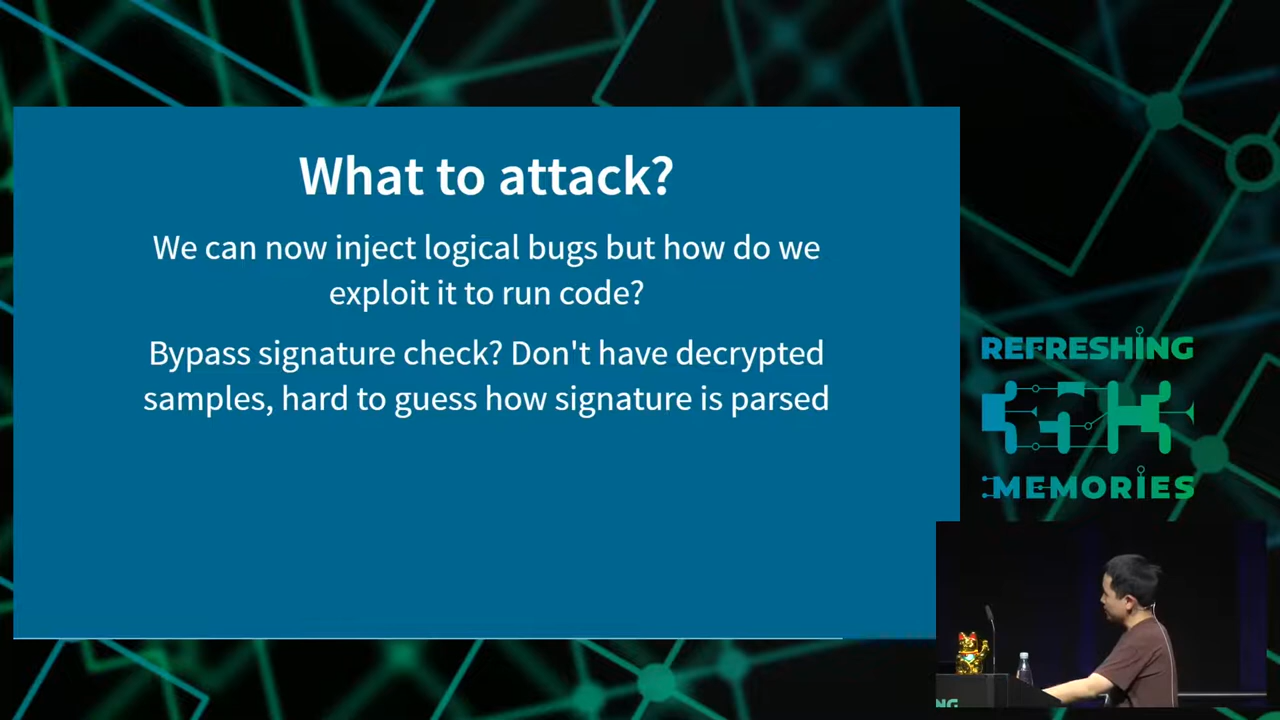 What to attack?
We can now inject logical bugs but how do we
exploit it to run code?
Bypass signature check? Don't have decrypted
samples, hard to guess how signature is parsed
REFRESHING
MEMORIES
NG